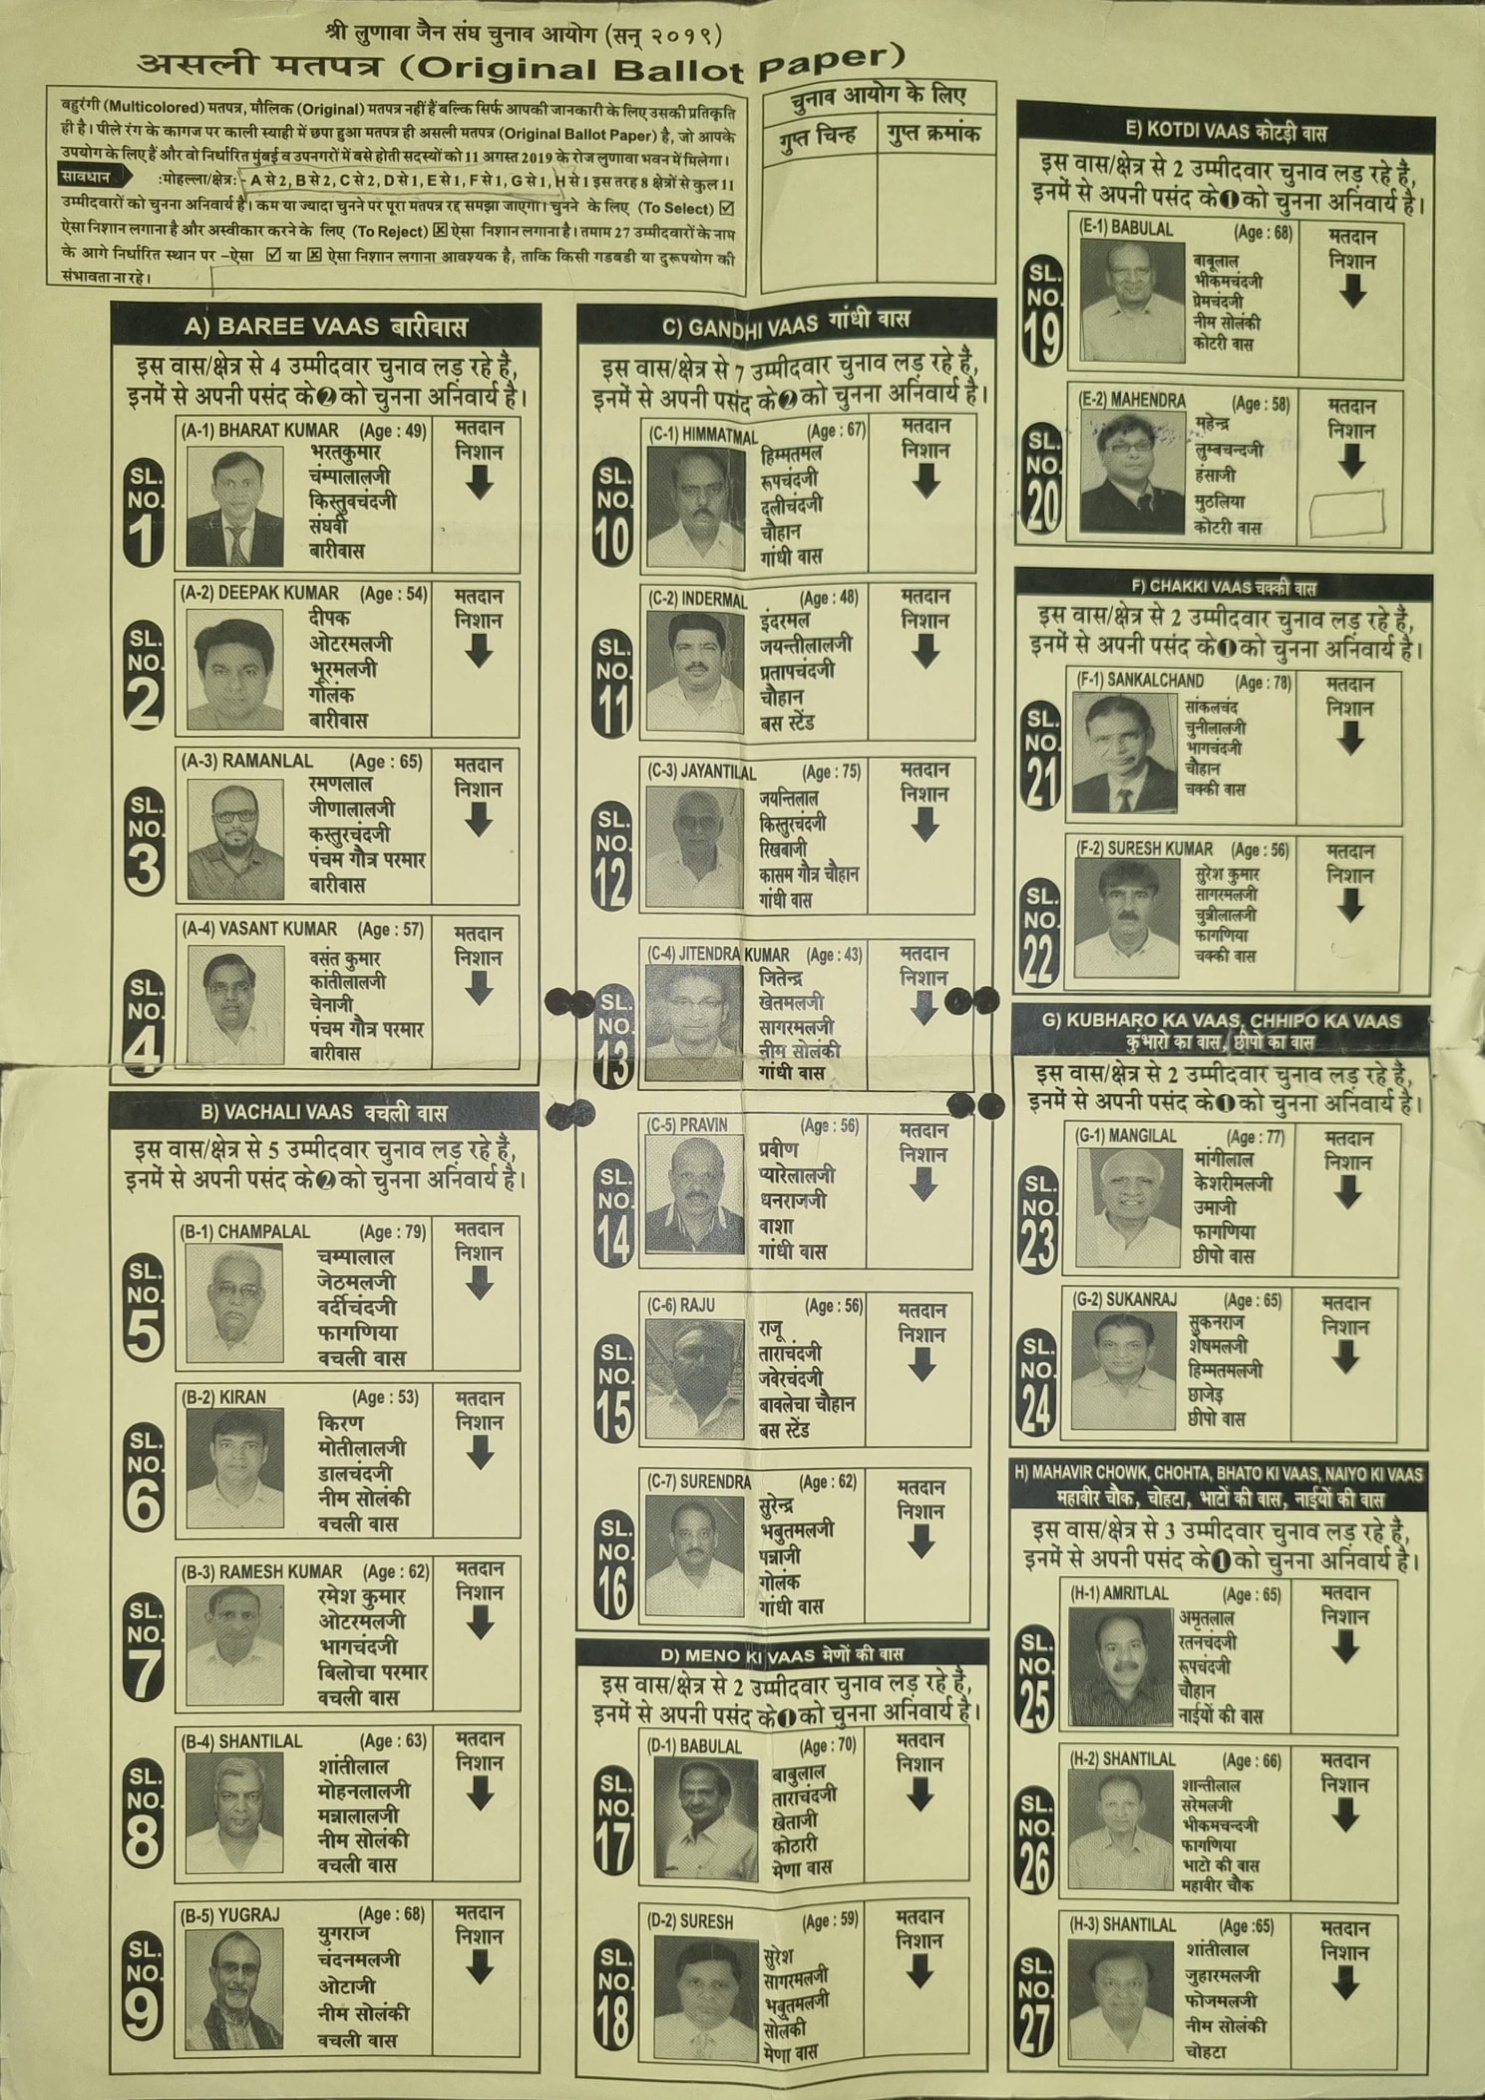 श्री लुणावा जैन संघ चुनाव आयोग (सन् २०१९)
असली मतपत्र (Original Ballot Paper)
बहुरंगी (Multicolored) मतपत्र, मौलिक (Original) मतपत्र नहीं हैं बल्कि सिर्फ आपकी जानकारी के लिए उसकी प्रतिकृति
ही है। पीले रंग के कागज पर काली स्याही में छपा हुआ मतपत्र ही असली मतपत्र (Original Ballot Paper) है, जो आपके
उपयोग के लिए हैं और वो निर्धारित मुंबई व उपनगरों में बसे होती सदस्यों को 11 अगस्त 2019 के रोज लुणावा भवन में मिलेगा।
सावधान :मोहल्ला/क्षेत्र:- A से 2, B से 2, C से 2, D से 1, E से 1, F से 1, G से 1, H से 1 इस तरह 8 क्षेत्रों से कुल 11
उम्मीदवारों को चुनना अनिवार्य है। कम या ज्यादा चुनने पर पूरा मतपत्र रद्द समझा जाएगा। चुनने के लिए (To Select) ☑
ऐसा निशान लगाना है और अस्वीकार करने के लिए (To Reject) ☒ ऐसा निशान लगाना है। तमाम 27 उम्मीदवारों के नाम
के आगे निर्धारित स्थान पर -ऐसा ☑ या ☒ ऐसा निशान लगाना आवश्यक है, ताकि किसी गडबडी या दुरूपयोग की
संभावता ना रहे।
चुनाव आयोग के लिए
गुप्त चिन्ह गुप्त क्रमांक
A) BAREE VAAS बारीवास
इस वास/क्षेत्र से 4 उम्मीदवार चुनाव लड़ रहे है,
इनमें से अपनी पसंद के ❷ को चुनना अनिवार्य है।
SL. NO. 1
(A-1) BHARAT KUMAR (Age : 49)
भरतकुमार
चंम्पालालजी
किस्तुवचंदजी
संघवी
बारीवास
मतदान
निशान
SL. NO. 2
(A-2) DEEPAK KUMAR (Age : 54)
दीपक
ओटरमलजी
भूरमलजी
गोलंक
बारीवास
मतदान
निशान
SL. NO. 3
(A-3) RAMANLAL (Age : 65)
रमणलाल
जीणालालजी
कस्तुरचंदजी
पंचम गौत्र परमार
बारीवास
मतदान
निशान
SL. NO. 4
(A-4) VASANT KUMAR (Age : 57)
वसंत कुमार
कांतीलालजी
चेनाजी
पंचम गौत्र परमार
बारीवास
मतदान
निशान
B) VACHALI VAAS वचली वास
इस वास/क्षेत्र से 5 उम्मीदवार चुनाव लड़ रहे है,
इनमें से अपनी पसंद के ❷ को चुनना अनिवार्य है।
SL. NO. 5
(B-1) CHAMPALAL (Age : 79)
चम्पालाल
जेठमलजी
वर्दीचंदजी
फागणिया
वचली वास
मतदान
निशान
SL. NO. 6
(B-2) KIRAN (Age : 53)
किरण
मोतीलालजी
डालचंदजी
नीम सोलंकी
वचली वास
मतदान
निशान
SL. NO. 7
(B-3) RAMESH KUMAR (Age : 62)
रमेश कुमार
ओटरमलजी
भागचंदजी
बिलोचा परमार
वचली वास
मतदान
निशान
SL. NO. 8
(B-4) SHANTILAL (Age : 63)
शांतीलाल
मोहनलालजी
मन्नालालजी
नीम सोलंकी
वचली वास
मतदान
निशान
SL. NO. 9
(B-5) YUGRAJ (Age : 68)
युगराज
चंदनमलजी
ओटाजी
नीम सोलंकी
वचली वास
मतदान
निशान
C) GANDHI VAAS गांधी वास
इस वास/क्षेत्र से 7 उम्मीदवार चुनाव लड़ रहे है,
इनमें से अपनी पसंद के ❷ को चुनना अनिवार्य है।
SL. NO. 10
(C-1) HIMMATMAL (Age : 67)
हिम्मतमल
रूपचंदजी
दलीचंदजी
चौहान
गांधी वास
मतदान
निशान
SL. NO. 11
(C-2) INDERMAL (Age : 48)
इंदरमल
जयन्तीलालजी
प्रतापचंदजी
चौहान
बस स्टेंड
मतदान
निशान
SL. NO. 12
(C-3) JAYANTILAL (Age : 75)
जयन्तिलाल
किस्तुरचंदजी
रिखबाजी
कासम गौत्र चौहान
गांधी वास
मतदान
निशान
SL. NO. 13
(C-4) JITENDRA KUMAR (Age : 43)
जितेन्द्र
खेतमलजी
सागरमलजी
नीम सोलंकी
गांधी वास
मतदान
निशान
SL. NO. 14
(C-5) PRAVIN (Age : 56)
प्रवीण
प्यारेलालजी
धनराजजी
वाशा
गांधी वास
मतदान
निशान
SL. NO. 15
(C-6) RAJU (Age : 56)
राजू
ताराचंदजी
जवेरचंदजी
बावलेचा चौहान
बस स्टेंड
मतदान
निशान
SL. NO. 16
(C-7) SURENDRA (Age : 62)
सुरेन्द्र
भबुतमलजी
पन्नाजी
गोलंक
गांधी वास
मतदान
निशान
D) MENO KI VAAS मेणों की वास
इस वास/क्षेत्र से 2 उम्मीदवार चुनाव लड़ रहे है,
इनमें से अपनी पसंद के ❶ को चुनना अनिवार्य है।
SL. NO. 17
(D-1) BABULAL (Age : 70)
बाबुलाल
ताराचंदजी
खेताजी
कोठारी
मेणा वास
मतदान
निशान
SL. NO. 18
(D-2) SURESH (Age : 59)
सुरेश
सागरमलजी
भबुतमलजी
सोलंकी
मेणा वास
मतदान
निशान
E) KOTDI VAAS कोटड़ी वास
इस वास/क्षेत्र से 2 उम्मीदवार चुनाव लड़ रहे है,
इनमें से अपनी पसंद के ❶ को चुनना अनिवार्य है।
SL. NO. 19
(E-1) BABULAL (Age : 68)
बाबूलाल
भीकमचंदजी
प्रेमचंदजी
नीम सोलंकी
कोटरी वास
मतदान
निशान
SL. NO. 20
(E-2) MAHENDRA (Age : 58)
महेन्द्र
लुम्बचन्दजी
हंसाजी
मुठलिया
कोटरी वास
मतदान
निशान
F) CHAKKI VAAS चक्की वास
इस वास/क्षेत्र से 2 उम्मीदवार चुनाव लड़ रहे है,
इनमें से अपनी पसंद के ❶ को चुनना अनिवार्य है।
SL. NO. 21
(F-1) SANKALCHAND (Age : 78)
सांकलचंद
चुनीलालजी
भागचंदजी
चौहान
चक्की वास
मतदान
निशान
SL. NO. 22
(F-2) SURESH KUMAR (Age : 56)
सुरेश कुमार
सागरमलजी
चुन्नीलालजी
फागणिया
चक्की वास
मतदान
निशान
G) KUBHARO KA VAAS, CHHIPO KA VAAS
कुंभारो का वास, छीपो का वास
इस वास/क्षेत्र से 2 उम्मीदवार चुनाव लड़ रहे है,
इनमें से अपनी पसंद के ❶ को चुनना अनिवार्य है।
SL. NO. 23
(G-1) MANGILAL (Age : 77)
मांगीलाल
केशरीमलजी
उमाजी
फागणिया
छीपो वास
मतदान
निशान
SL. NO. 24
(G-2) SUKANRAJ (Age : 65)
सुकनराज
शेषमलजी
हिम्मतमलजी
छाजेड़
छीपो वास
मतदान
निशान
H) MAHAVIR CHOWK, CHOHTA, BHATO KI VAAS, NAIYO KI VAAS
महावीर चौक, चोहटा, भाटों की वास, नाईयों की वास
इस वास/क्षेत्र से 3 उम्मीदवार चुनाव लड़ रहे है,
इनमें से अपनी पसंद के ❶ को चुनना अनिवार्य है।
SL. NO. 25
(H-1) AMRITLAL (Age : 65)
अमृतलाल
रतनचंदजी
रूपचंदजी
चौहान
नाईयों की वास
मतदान
निशान
SL. NO. 26
(H-2) SHANTILAL (Age : 66)
शान्तीलाल
सरेमलजी
भीकमचन्दजी
फागणिया
भाटो की वास
महावीर चौक
मतदान
निशान
SL. NO. 27
(H-3) SHANTILAL (Age :65)
शांतीलाल
जुहारमलजी
फोजमलजी
नीम सोलंकी
चोहटा
मतदान
निशान